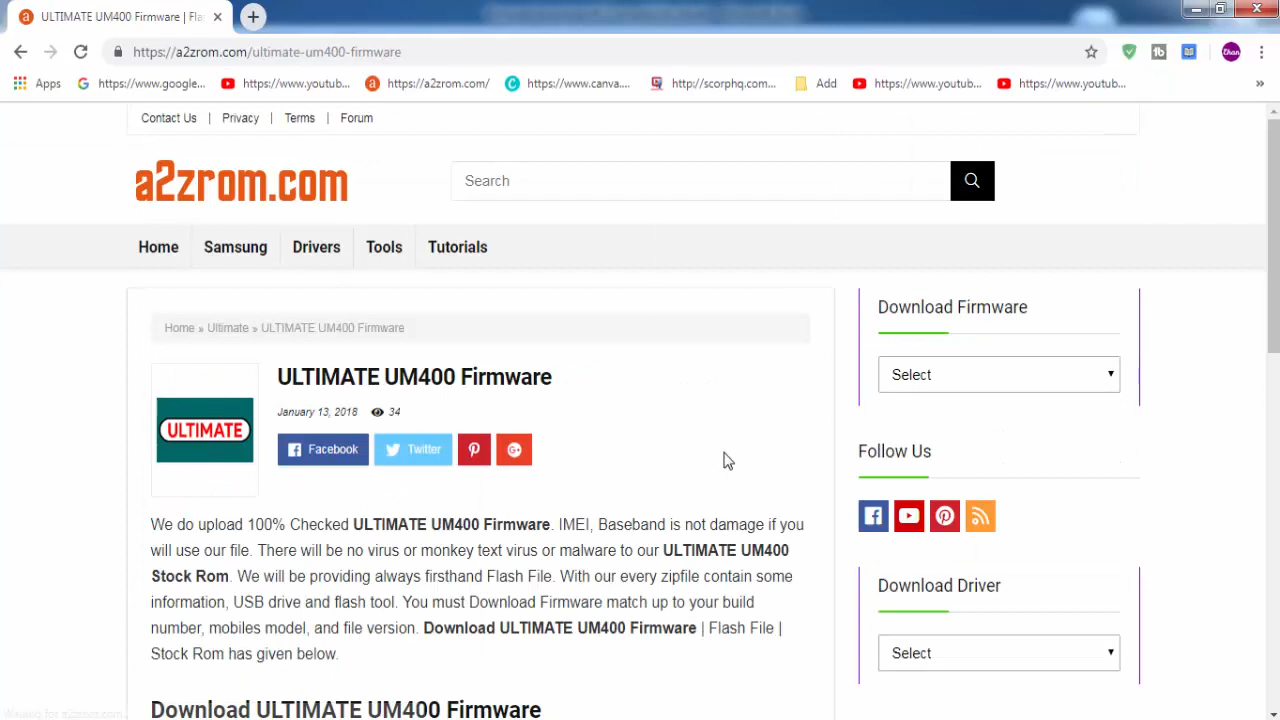 ULTIMATE UM400 Firmware | Fla
https://a2zrom.com/ultimate-um400-firmware
Apps
https://www.google...
https://www.youtub...
https://a2zrom.com/
https://www.canva....
http://scorphq.com...
Add
https://www.youtub...
https://www.youtub...
»
Contact Us | Privacy | Terms | Forum
a2zrom.com
Search
Home
Samsung
Drivers
Tools
Tutorials
Home » Ultimate » ULTIMATE UM400 Firmware
ULTIMATE
ULTIMATE UM400 Firmware
January 13, 2018 34
Facebook
Twitter
We do upload 100% Checked ULTIMATE UM400 Firmware. IMEI, Baseband is not damage if you
will use our file. There will be no virus or monkey text virus or malware to our ULTIMATE UM400
Stock Rom. We will be providing always firsthand Flash File. With our every zipfile contain some
information, USB drive and flash tool. You must Download Firmware match up to your build
number, mobiles model, and file version. Download ULTIMATE UM400 Firmware | Flash File |
Stock Rom has given below.
Download ULTIMATE UM400 Firmware
Download Firmware
Select
Follow Us
Download Driver
Select